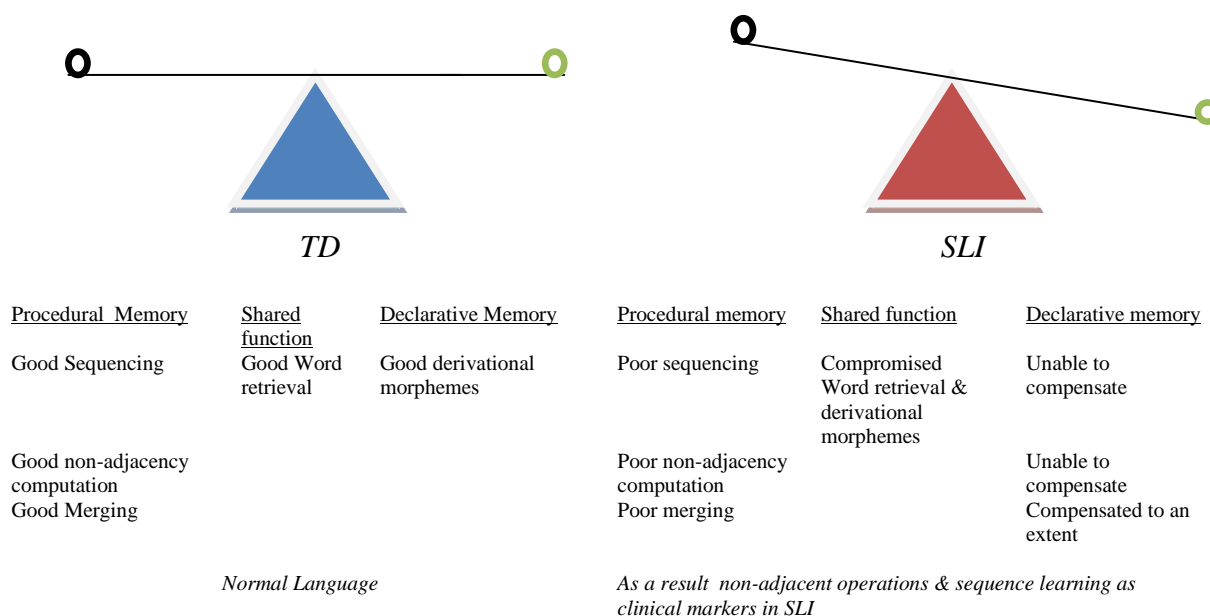 TD
SLI
Procedural Memory
Shared
function
Declarative Memory
Good Sequencing
Good Word
retrieval
Good derivational
morphemes
Good non-adjacency
computation
Good Merging
Normal Language
Procedural memory
Shared function
Declarative memory
Poor sequencing
Compromised
Word retrieval &
derivational
morphemes
Unable to
compensate
Poor non-adjacency
computation
Unable to
compensate
Poor merging
Compensated to an
extent
As a result non-adjacent operations & sequence learning as
clinical markers in SLI